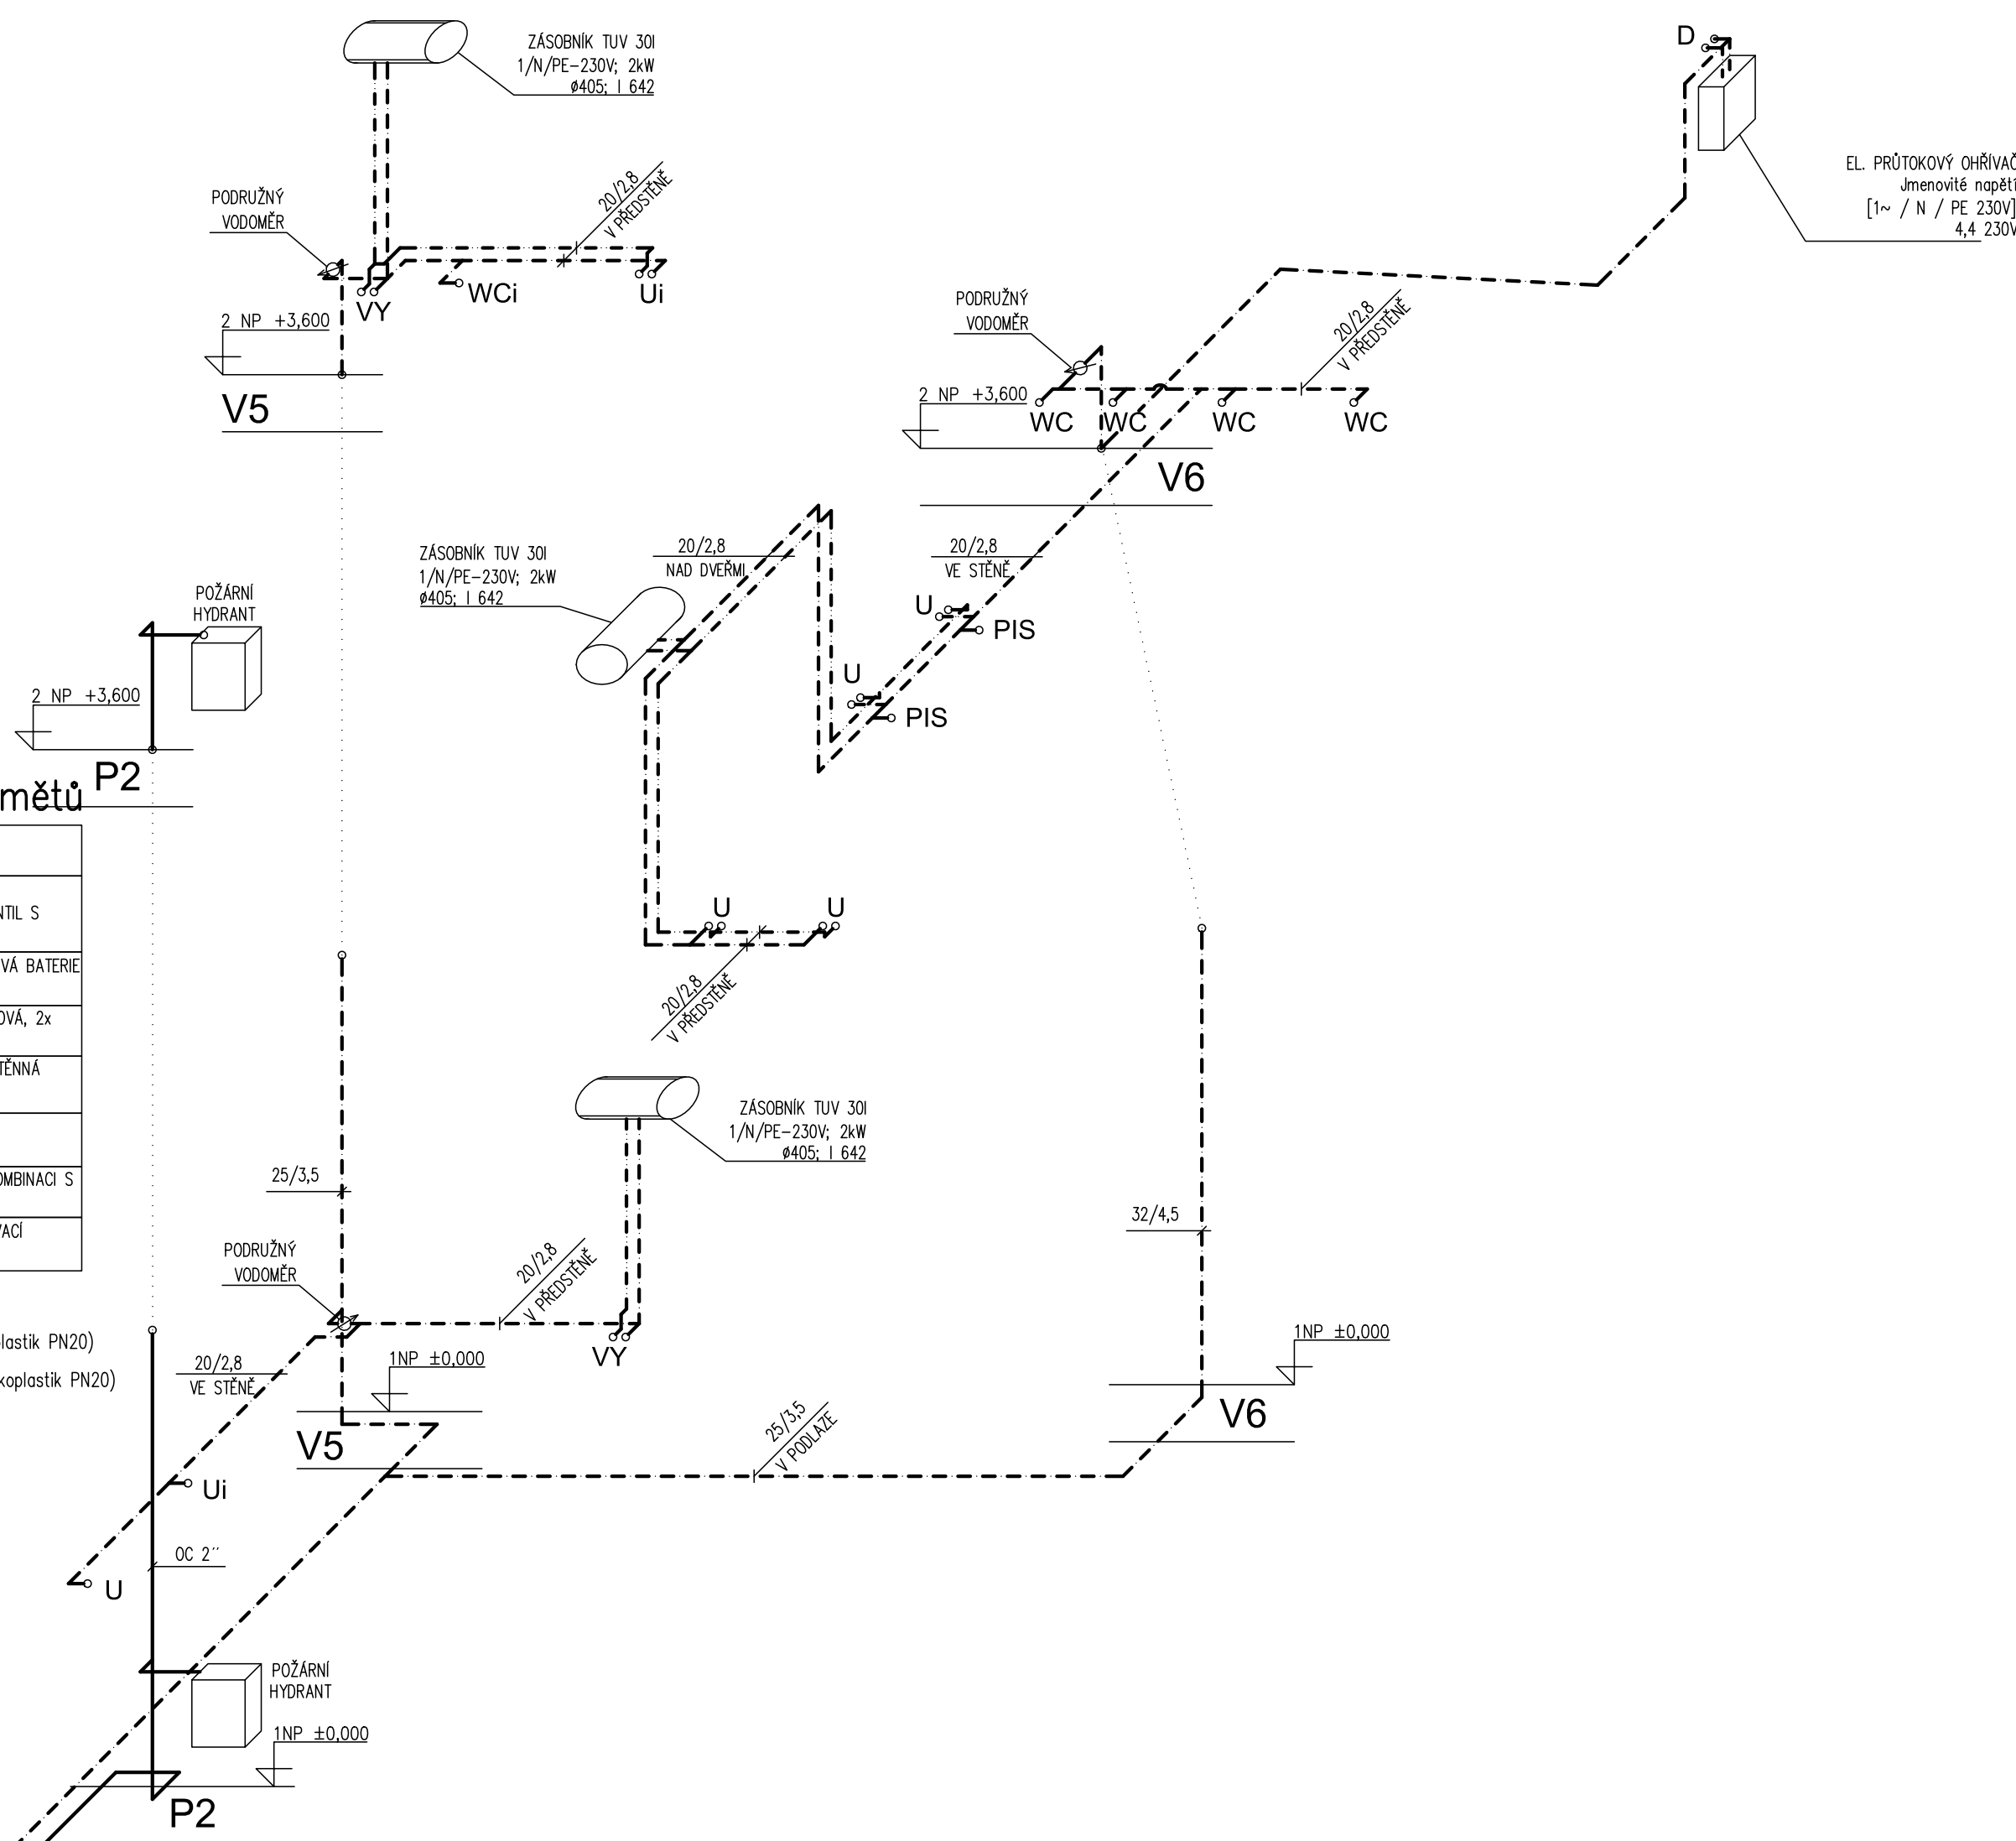 ZÁSOBNÍK TUV 30l
1/N/PE-230V; 2kW
ø405; l 642
D
EL. PRŮTOKOVÝ OHŘÍVAČ
Jmenovité napětí
[1~ / N / PE 230V]
4,4 230V
PODRUŽNÝ
VODOMĚR
20/2,8
V PŘEDSTĚNĚ
VY
WCi
Ui
2 NP +3,600
V5
PODRUŽNÝ
VODOMĚR
20/2,8
V PŘEDSTĚNĚ
2 NP +3,600
WC
WC
WC
WC
V6
ZÁSOBNÍK TUV 30l
1/N/PE-230V; 2kW
ø405; l 642
20/2,8
NAD DVEŘMI
20/2,8
VE STĚNĚ
U
PIS
U
PIS
POŽÁRNÍ
HYDRANT
2 NP +3,600
P2
mětů
NTIL S
VÁ BATERIE
OVÁ, 2x
TĚNNÁ
OMBINACI S
VACÍ
U
U
20/2,8
V PŘEDSTĚNĚ
ZÁSOBNÍK TUV 30l
1/N/PE-230V; 2kW
ø405; l 642
25/3,5
32/4,5
PODRUŽNÝ
VODOMĚR
20/2,8
V PŘEDSTĚNĚ
VY
lastik PN20)
koplastik PN20)
20/2,8
VE STĚNĚ
1NP ±0,000
V5
1NP ±0,000
V6
25/3,5
V PODLAZE
Ui
OC 2´´
U
POŽÁRNÍ
HYDRANT
1NP ±0,000
P2